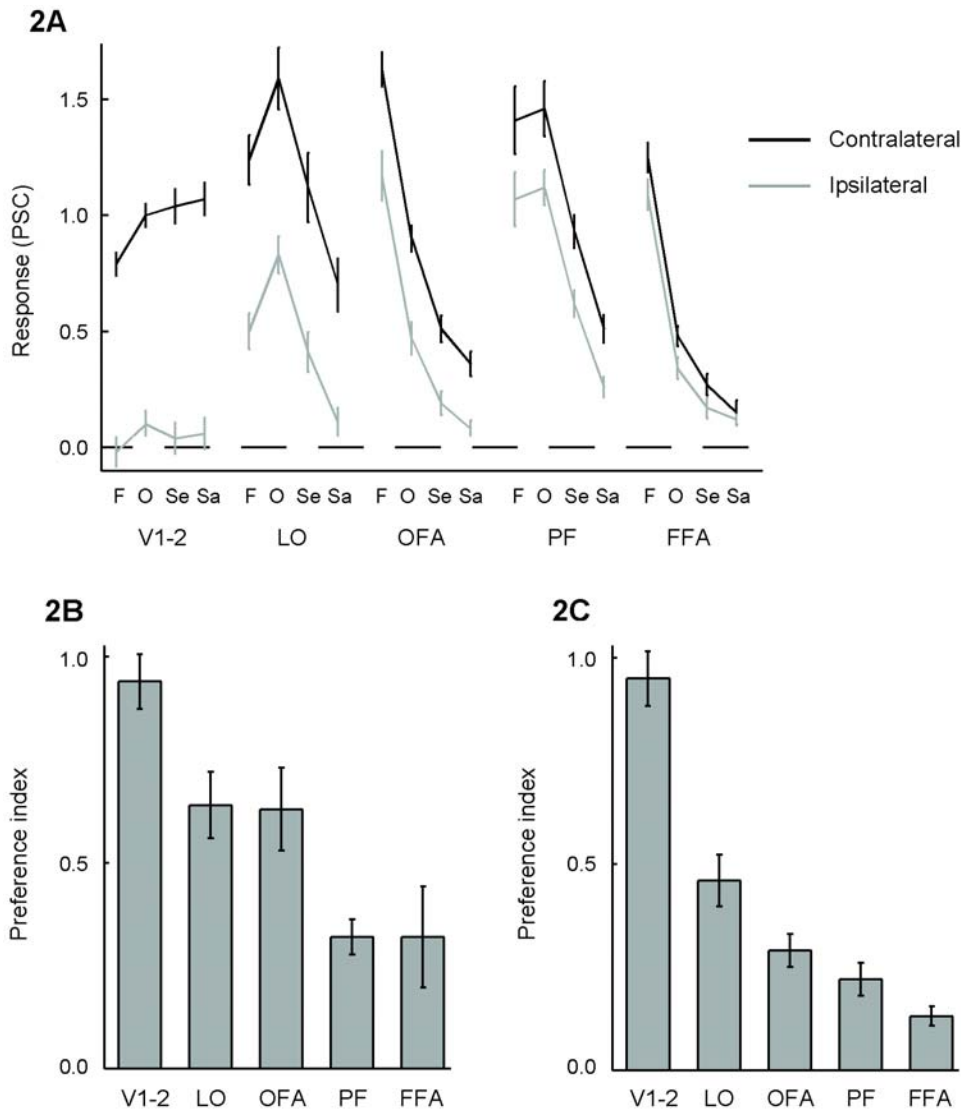 2A
Response (PSC)
1.5
1.0
0.5
0.0
Contralateral
Ipsilateral
F O Se Sa F O Se Sa F O Se Sa F O Se Sa F O Se Sa
V1-2 LO OFA PF FFA
2B
Preference index
1.0
0.5
0.0
V1-2 LO OFA PF FFA
2C
Preference index
1.0
0.5
0.0
V1-2 LO OFA PF FFA